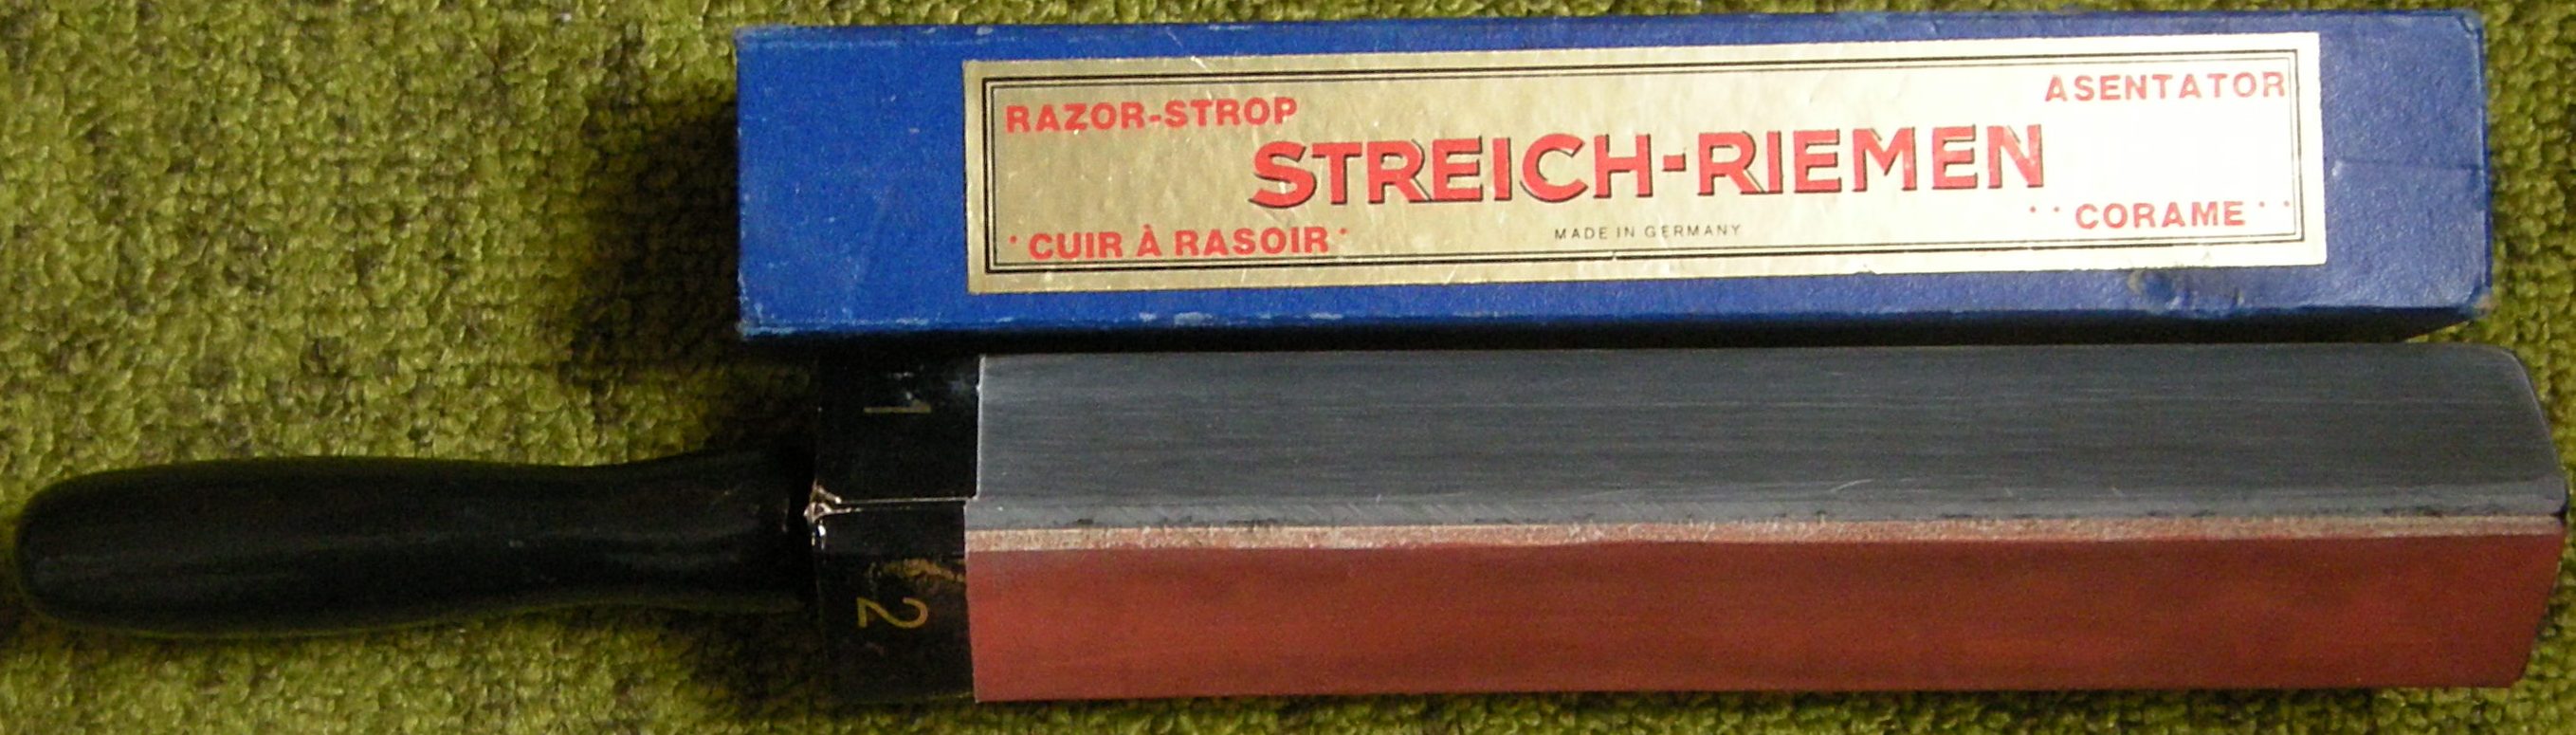 RAZOR-STROP
ASENTATOR
STREICH-RIEMEN
" CUIR À RASOIR "
" CORAME "
MADE IN GERMANY
1
2